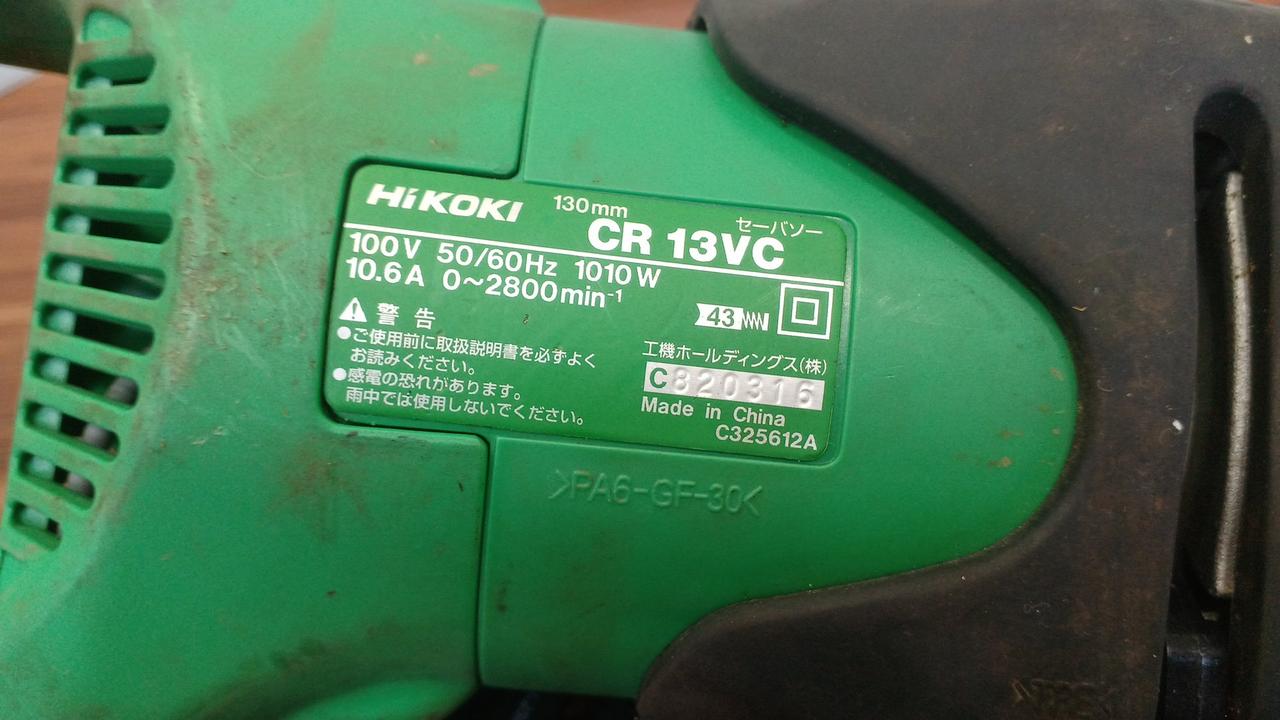 HiKOKI 130mm セーバソー
CR 13VC
100V 50/60Hz 1010W
10.6A 0～2800min-1
43
警告
●ご使用前に取扱説明書を必ずよく
お読みください。
●感電の恐れがあります。
雨中では使用しないでください。
工機ホールディングス(株)
C820316
Made in China
C325612A
>PA6-GF-30<